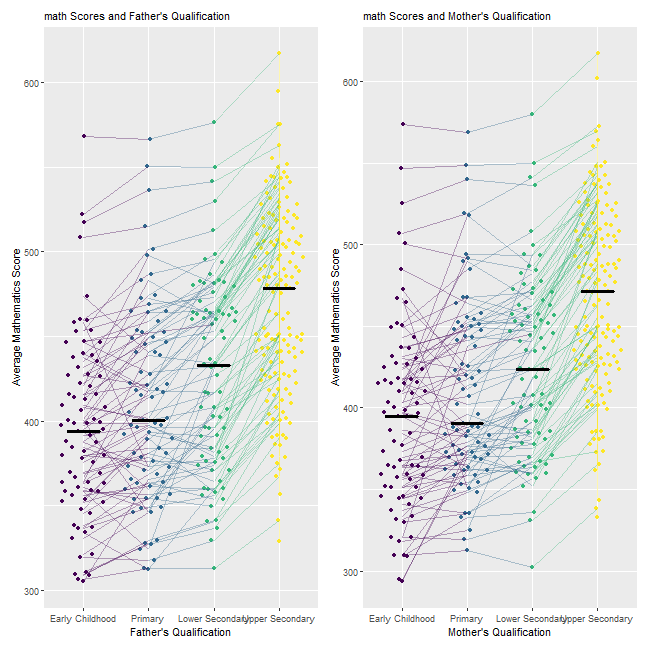 math Scores and Father's Qualification
Average Mathematics Score
600
500
400
300
Early Childhood
Primary
Lower Secondary
Upper Secondary
Father's Qualification
math Scores and Mother's Qualification
Average Mathematics Score
600
500
400
300
Early Childhood
Primary
Lower Secondary
Upper Secondary
Mother's Qualification